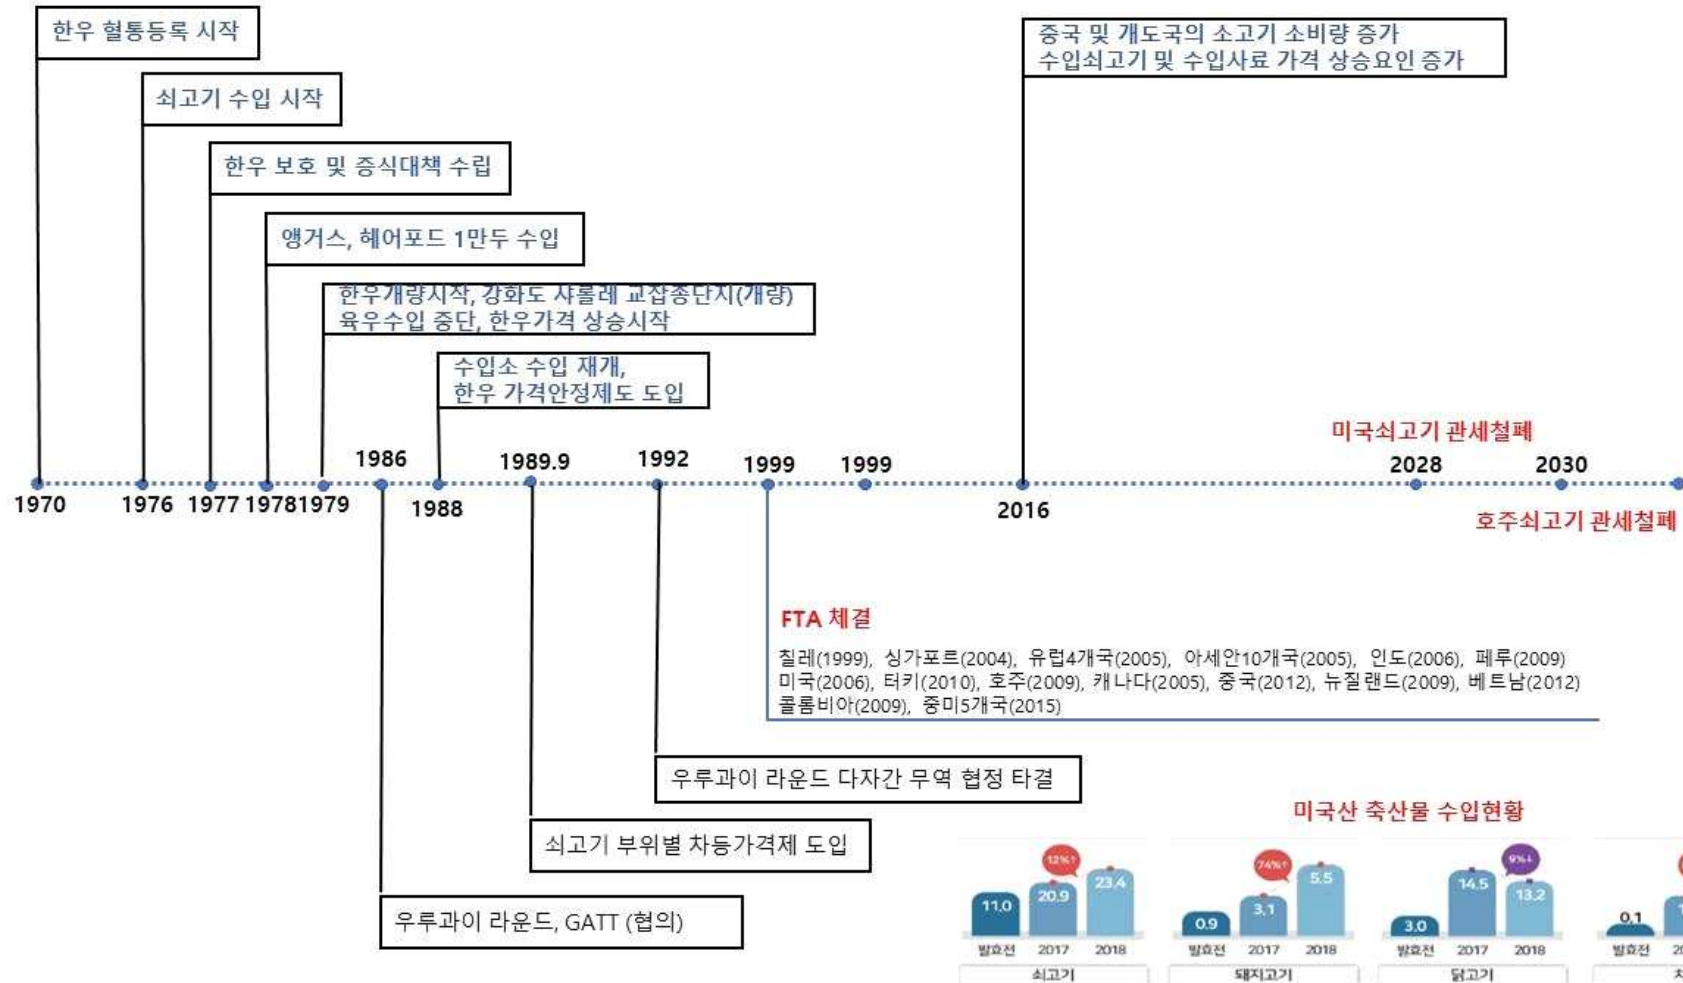 한우 혈통등록 시작
쇠고기 수입 시작
한우 보호 및 증식대책 수립
앵거스, 헤어포드 1만두 수입
한우개량시작, 강화도 샤롤레 교잡종단지(개량)
육우수입 중단, 한우가격 상승시작
수입소 수입 재개,
한우 가격안정제도 도입
중국 및 개도국의 소고기 소비량 증가
수입쇠고기 및 수입사료 가격 상승요인 증가
미국쇠고기 관세철폐
1986 1989.9 1992 1999 1999 2028 2030
1970 1976 1977 1978 1979 1988 2016
호주쇠고기 관세철폐
FTA 체결
칠레(1999), 싱가포르(2004), 유럽4개국(2005), 아세안10개국(2005), 인도(2006), 페루(2009)
미국(2006), 터키(2010), 호주(2009), 캐나다(2005), 중국(2012), 뉴질랜드(2009), 베트남(2012)
콜롬비아(2009), 중미5개국(2015)
우루과이 라운드 다자간 무역 협정 타결
쇠고기 부위별 차등가격제 도입
우루과이 라운드, GATT (협의)
미국산 축산물 수입현황
12%↑
11.0 20.9 23.4
발효전 2017 2018
쇠고기
74%↑
0.9 3.1 5.5
발효전 2017 2018
돼지고기
9%↓
3.0 14.5 13.2
발효전 2017 2018
닭고기
0.1
발효전